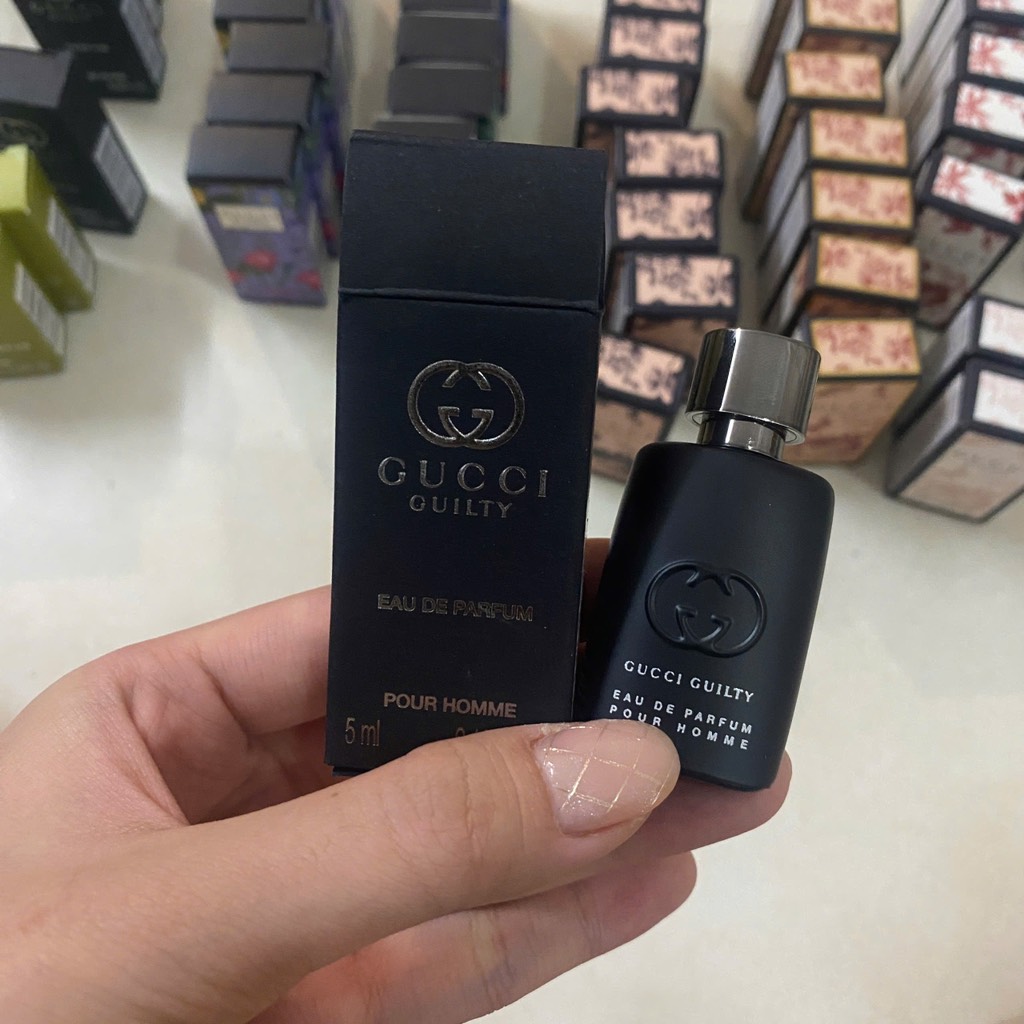 GUCCI
GUILTY
EAU DE PARFUM
POUR HOMME
5 ml
GUCCI GUILTY
EAU DE PARFUM
POUR HOMME